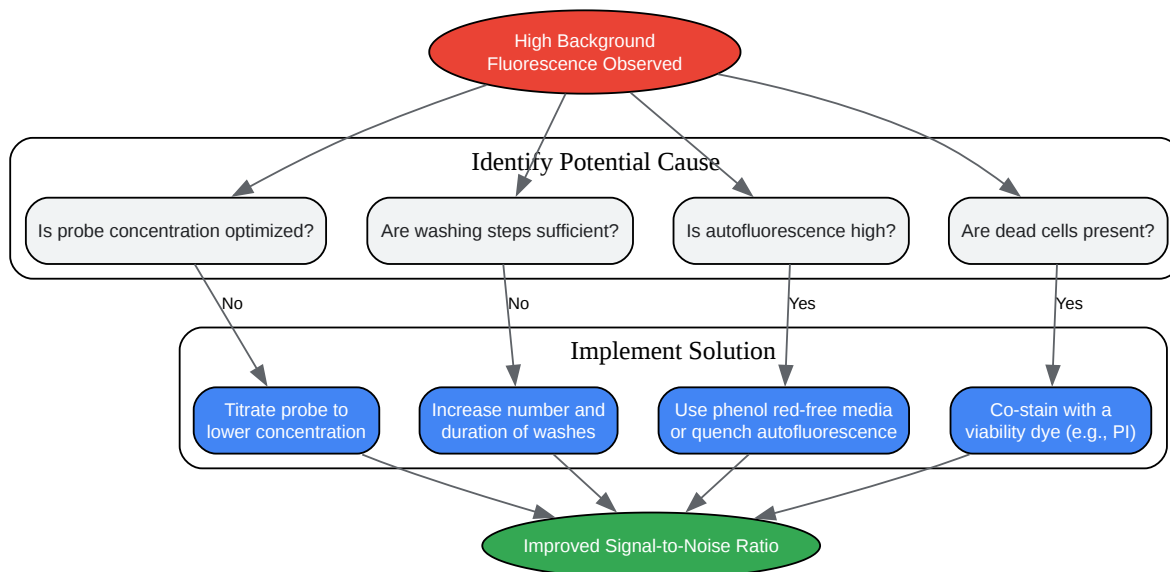 High Background
Fluorescence Observed
Identify Potential Cause
Is probe concentration optimized?
Are washing steps sufficient?
Is autofluorescence high?
Are dead cells present?
No
No
Yes
Yes
Implement Solution
Titrate probe to
lower concentration
Increase number and
duration of washes
Use phenol red-free media
or quench autofluorescence
Co-stain with a
viability dye (e.g., PI)
Improved Signal-to-Noise Ratio